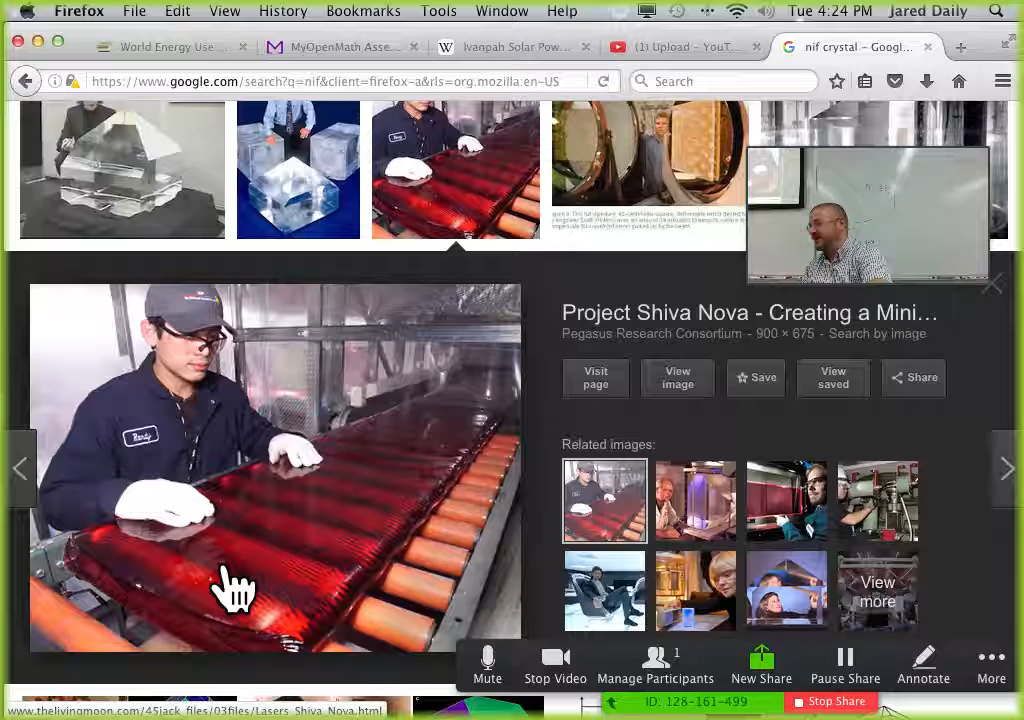 Firefox File Edit View History Bookmarks Tools Window Help Tue 4:24 PM Jared Daily
World Energy Use ... MyOpenMath Asse... Ivanpah Solar Pow... (1) Upload - YouT... nif crystal - Googl...
https://www.google.com/search?q=nif&client=firefox-a&rls=org.mozilla:en-US Search
Project Shiva Nova - Creating a Mini...
Pegasus Research Consortium - 900 × 675 - Search by image
Visit page
View image
Save
View saved
Share
Randy
Related images:
View more
Mute Stop Video Manage Participants 1 New Share Pause Share Annotate More
ID: 128-161-499 Stop Share
www.thelivingmoon.com/45jack_files/03files/Lasers_Shiva_Nova.html